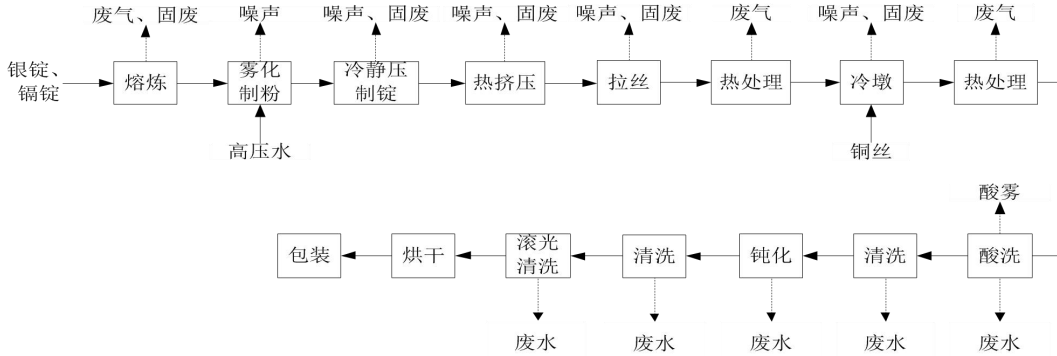 废气、固废
噪声
噪声、固废
噪声、固废
噪声、固废
废气
噪声、固废
废气
银锭、
镉锭
熔炼
雾化
制粉
冷静压
制锭
热挤压
拉丝
热处理
冷墩
热处理
高压水
铜丝
酸雾
包装
烘干
滚光
清洗
清洗
钝化
清洗
酸洗
废水
废水
废水
废水
废水